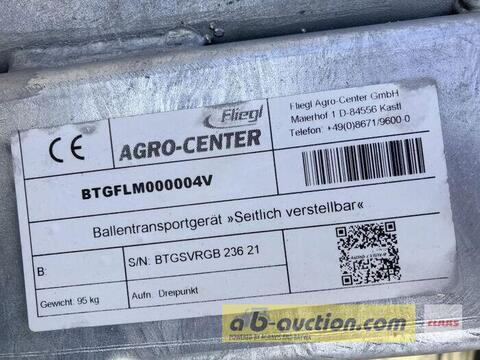 CE
Fliegl
AGRO-CENTER
Fliegl Agro-Center GmbH
Maierhof 1 D-84556 Kastl
Telefon: +49(0)8671/9600-0
BTGFLM000004V
Ballentransportgerät »Seitlich verstellbar«
B:
S/N: BTGSVRGB 236 21
Gewicht: 95 kg
Aufn: Dreipunkt
ab-auction.com
CLAAS